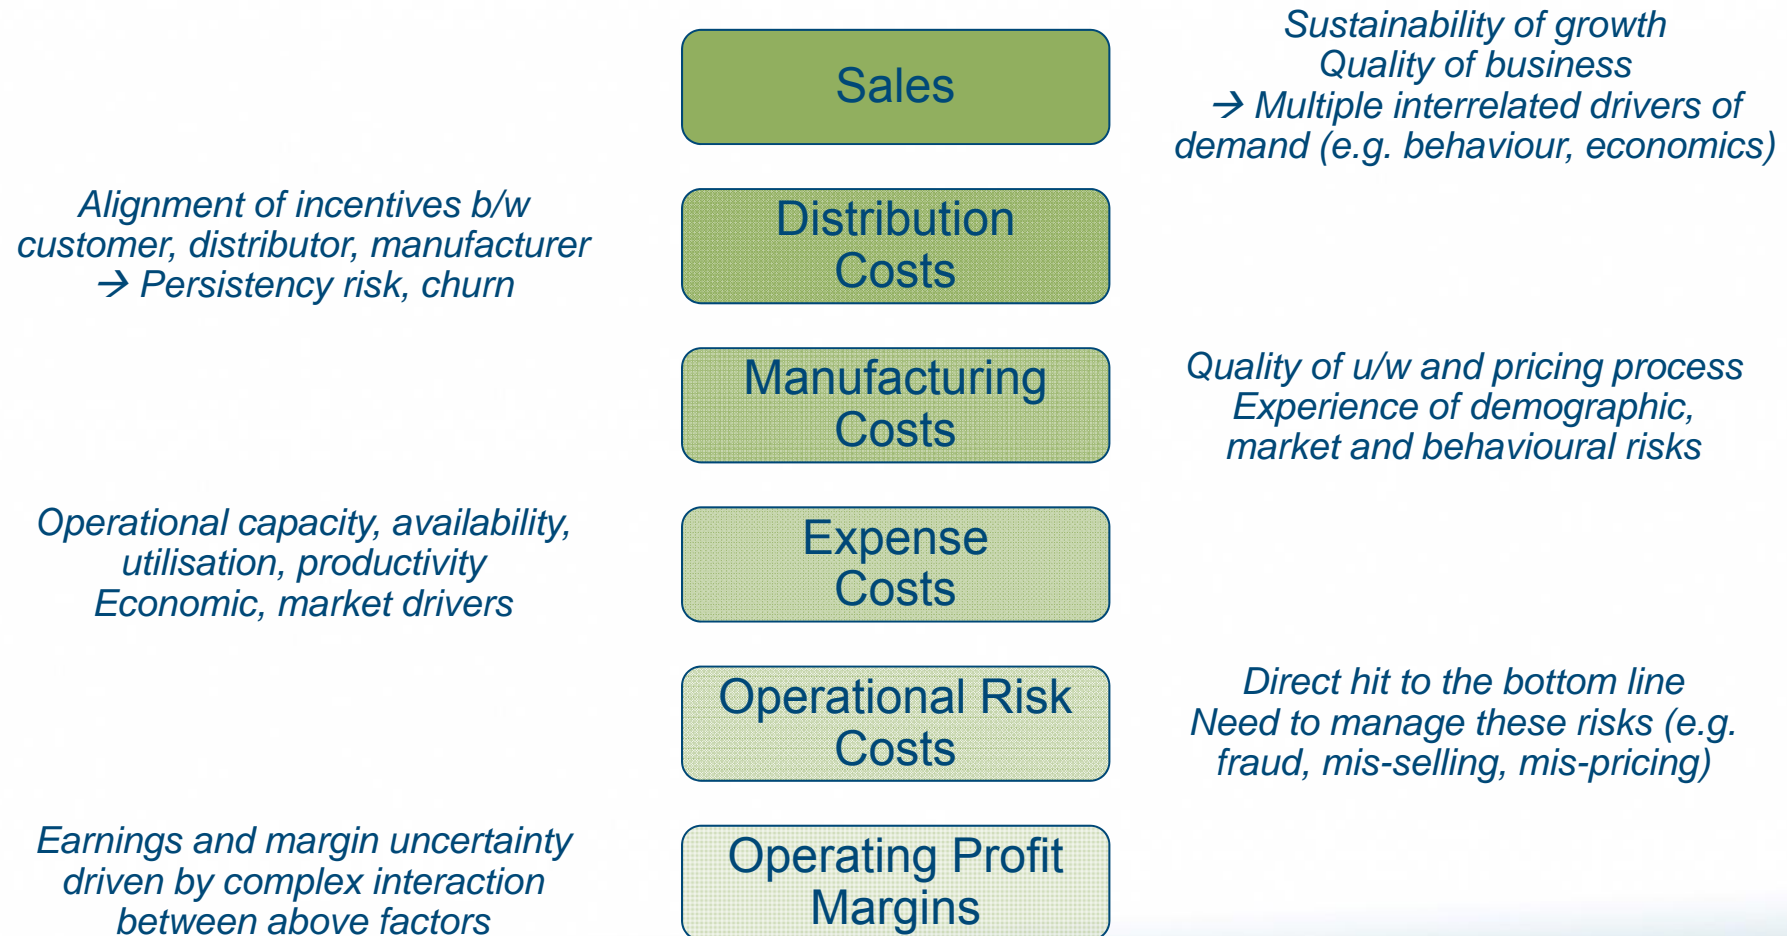 Sales
Sustainability of growth
Quality of business
→ Multiple interrelated drivers of
demand (e.g. behaviour, economics)
Alignment of incentives b/w
customer, distributor, manufacturer
→ Persistency risk, churn
Distribution
Costs
Manufacturing
Costs
Quality of u/w and pricing process
Experience of demographic,
market and behavioural risks
Operational capacity, availability,
utilisation, productivity
Economic, market drivers
Expense
Costs
Operational Risk
Costs
Direct hit to the bottom line
Need to manage these risks (e.g.
fraud, mis-selling, mis-pricing)
Earnings and margin uncertainty
driven by complex interaction
between above factors
Operating Profit
Margins